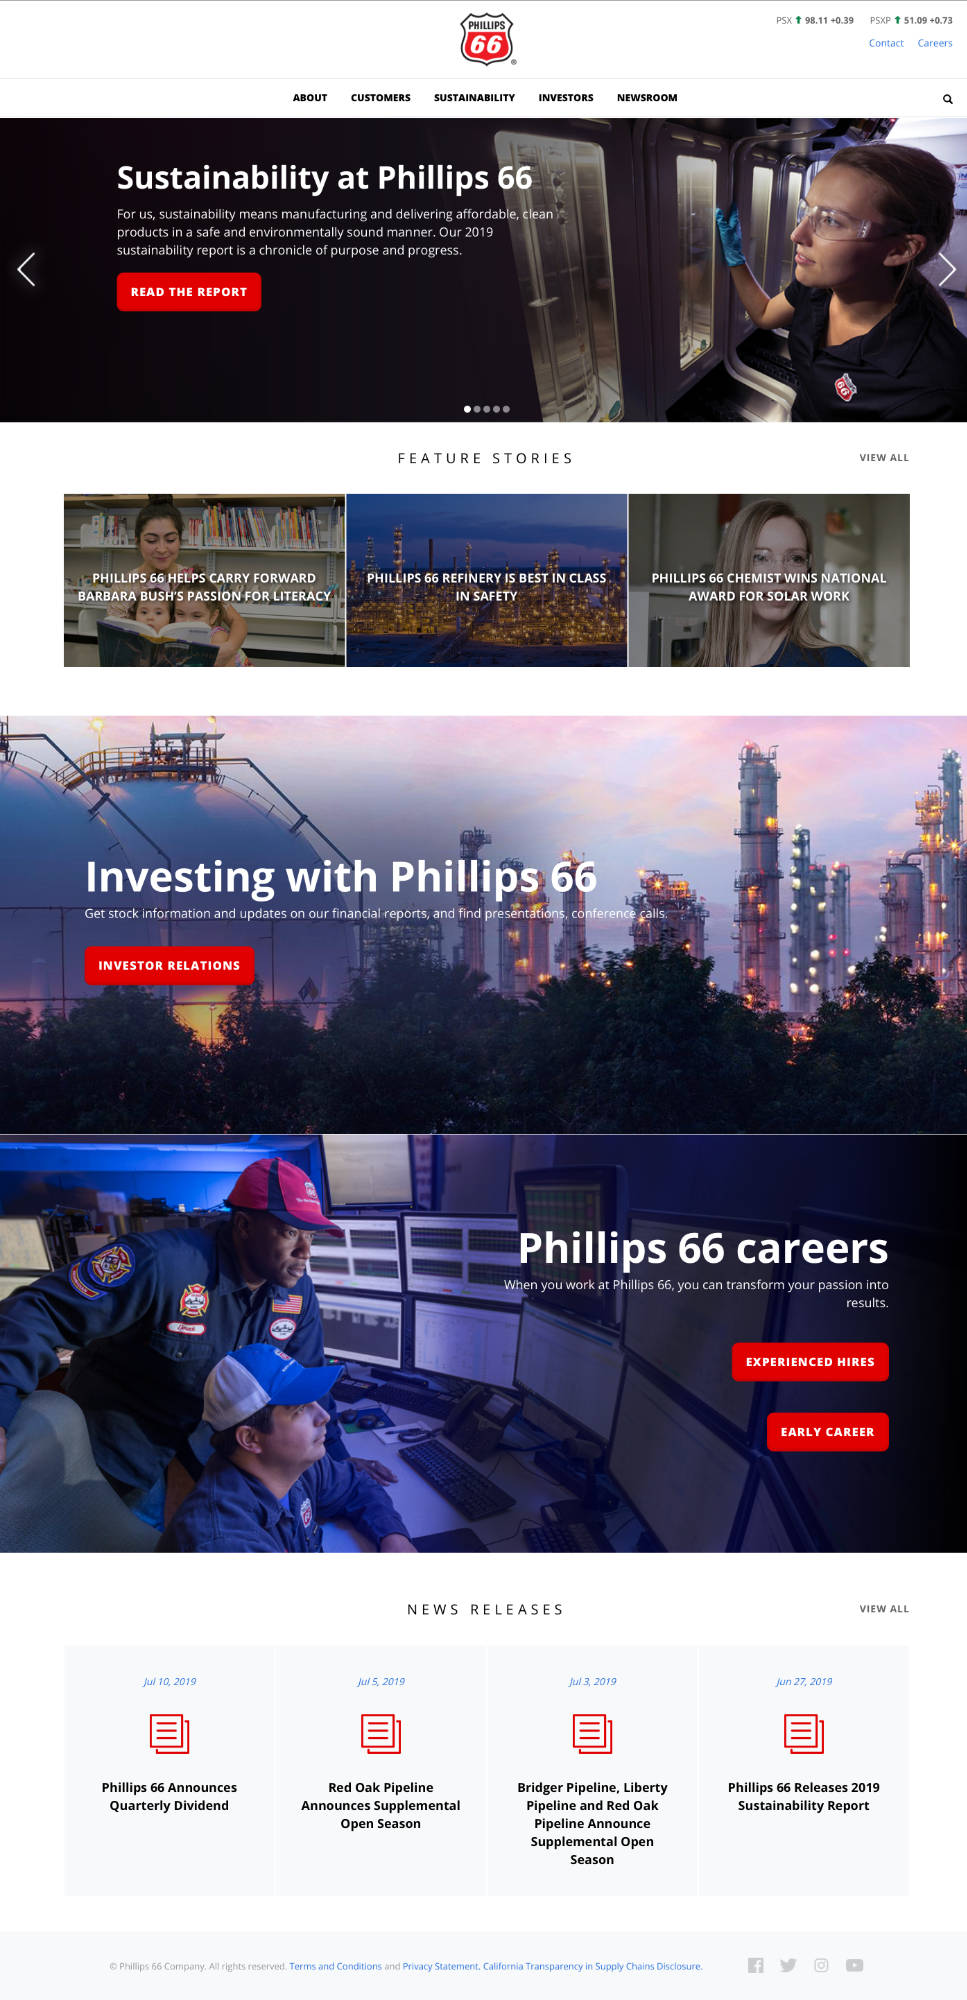 PHILLIPS
66
®
PSX 98.11 +0.39 PSXP 51.09 +0.73
Contact Careers
ABOUT CUSTOMERS SUSTAINABILITY INVESTORS NEWSROOM
Sustainability at Phillips 66
For us, sustainability means manufacturing and delivering affordable, clean
products in a safe and environmentally sound manner. Our 2019
sustainability report is a chronicle of purpose and progress.
READ THE REPORT
66
FEATURE STORIES
VIEW ALL
PHILLIPS 66 HELPS CARRY FORWARD
BARBARA BUSH'S PASSION FOR LITERACY
PHILLIPS 66 REFINERY IS BEST IN CLASS
IN SAFETY
PHILLIPS 66 CHEMIST WINS NATIONAL
AWARD FOR SOLAR WORK
Investing with Phillips 66
Get stock information and updates on our financial reports, and find presentations, conference calls.
INVESTOR RELATIONS
66
Phillips 66 careers
When you work at Phillips 66, you can transform your passion into
results.
EXPERIENCED HIRES
EARLY CAREER
NEWS RELEASES
VIEW ALL
Jul 10, 2019
Phillips 66 Announces
Quarterly Dividend
Jul 5, 2019
Red Oak Pipeline
Announces Supplemental
Open Season
Jul 3, 2019
Bridger Pipeline, Liberty
Pipeline and Red Oak
Pipeline Announce
Supplemental Open
Season
Jun 27, 2019
Phillips 66 Releases 2019
Sustainability Report
© Phillips 66 Company. All rights reserved. Terms and Conditions and Privacy Statement. California Transparency in Supply Chains Disclosure.